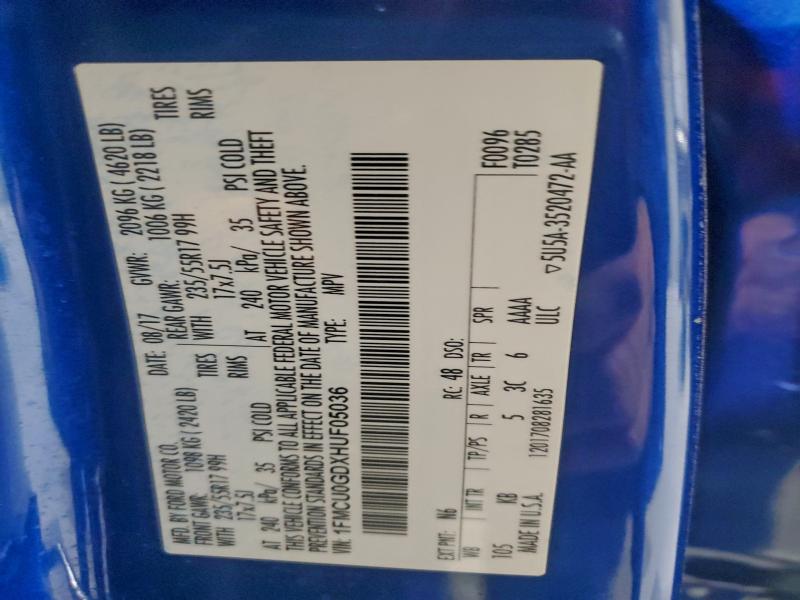 MFD. BY FORD MOTOR CO. DATE: 08/17 GVWR: 2096 KG ( 4620 LB)
FRONT GAWR: 1098 KG ( 2420 LB) REAR GAWR: 1006 KG ( 2218 LB)
WITH 235/55R17 99H TIRES WITH 235/55R17 99H TIRES
17x7.5J RIMS 17x7.5J RIMS
AT 240 kPa/ 35 PSI COLD AT 240 kPa/ 35 PSI COLD
THIS VEHICLE CONFORMS TO ALL APPLICABLE FEDERAL MOTOR VEHICLE SAFETY AND THEFT
PREVENTION STANDARDS IN EFFECT ON THE DATE OF MANUFACTURE SHOWN ABOVE.
VIN: 1FMCU0GDXHUF05036 TYPE: MPV
EXT PNT: N6 RC: 48 DSO: F0096
WB INT TR TP/PS R AXLE TR SPR T0285
105 KB 5 3C 6 AAAA
MADE IN U.S.A. 1201708281635 ULC ▽5U5A-3520472-AA